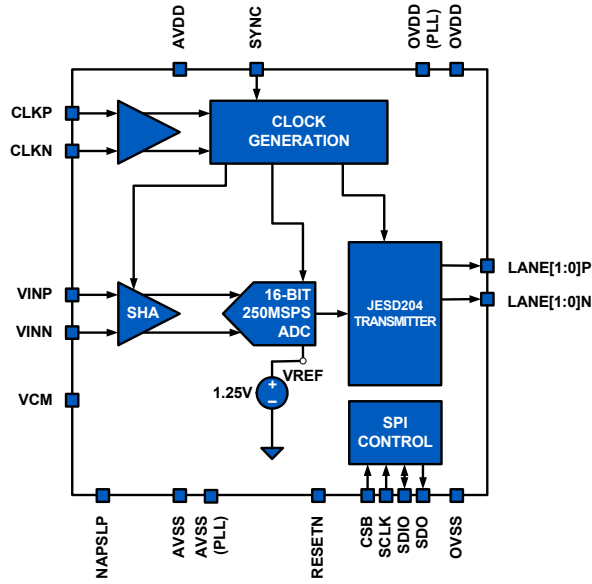 AVDD
SYNC
OVDD
(PLL)
OVDD
CLKP
CLKN
CLOCK
GENERATION
VINP
VINN
SHA
16-BIT
250MSPS
ADC
JESD204
TRANSMITTER
LANE[1:0]P
LANE[1:0]N
VREF
1.25V
+
–
VCM
SPI
CONTROL
NAPSLP
AVSS
AVSS
(PLL)
RESETN
CSB
SCLK
SDIO
SDO
OVSS